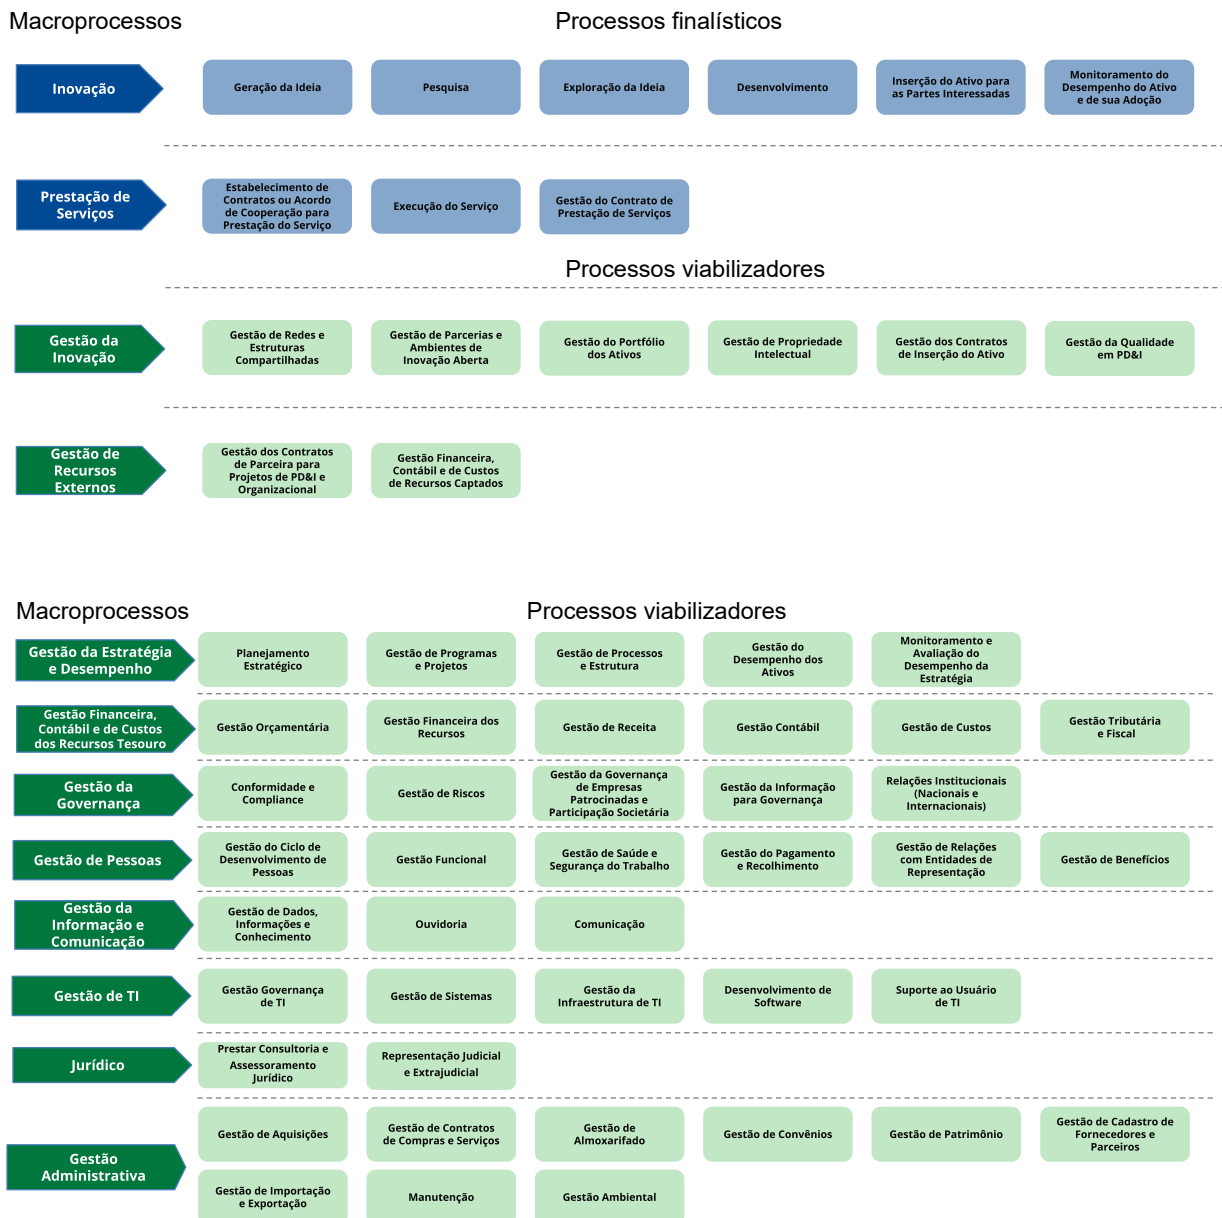 Macroprocessos
Processos finalísticos
Inovação
Geração da Ideia
Pesquisa
Exploração da Ideia
Desenvolvimento
Inserção do Ativo para
as Partes Interessadas
Monitoramento do
Desempenho do Ativo
e de sua Adoção
Prestação de
Serviços
Estabelecimento de
Contratos ou Acordo
de Cooperação para
Prestação do Serviço
Execução do Serviço
Gestão do Contrato de
Prestação de Serviços
Processos viabilizadores
Gestão da
Inovação
Gestão de Redes e
Estruturas
Compartilhadas
Gestão de Parcerias e
Ambientes de
Inovação Aberta
Gestão do Portfólio
dos Ativos
Gestão de Propriedade
Intelectual
Gestão dos Contratos
de Inserção do Ativo
Gestão da Qualidade
em PD&I
Gestão de
Recursos
Externos
Gestão dos Contratos
de Parceira para
Projetos de PD&I e
Organizacional
Gestão Financeira,
Contábil e de Custos
de Recursos Captados
Macroprocessos
Processos viabilizadores
Gestão da Estratégia
e Desempenho
Planejamento
Estratégico
Gestão de Programas
e Projetos
Gestão de Processos
e Estrutura
Gestão do
Desempenho dos
Ativos
Monitoramento e
Avaliação do
Desempenho da
Estratégia
Gestão Financeira,
Contábil e de Custos
dos Recursos Tesouro
Gestão Orçamentária
Gestão Financeira dos
Recursos
Gestão de Receita
Gestão Contábil
Gestão de Custos
Gestão Tributária
e Fiscal
Gestão da
Governança
Conformidade e
Compliance
Gestão de Riscos
Gestão da Governança
de Empresas
Patrocinadas e
Participação Societária
Gestão da Informação
para Governança
Relações Institucionais
(Nacionais e
Internacionais)
Gestão de Pessoas
Gestão do Ciclo de
Desenvolvimento de
Pessoas
Gestão Funcional
Gestão de Saúde e
Segurança do Trabalho
Gestão do Pagamento
e Recolhimento
Gestão de Relações
com Entidades de
Representação
Gestão de Benefícios
Gestão da
Informação e
Comunicação
Gestão de Dados,
Informações e
Conhecimento
Ouvidoria
Comunicação
Gestão de TI
Gestão Governança
de TI
Gestão de Sistemas
Gestão da
Infraestrutura de TI
Desenvolvimento de
Software
Suporte ao Usuário
de TI
Jurídico
Prestar Consultoria e
Assessoramento
Jurídico
Representação Judicial
e Extrajudicial
Gestão
Administrativa
Gestão de Aquisições
Gestão de Contratos
de Compras e Serviços
Gestão de
Almoxarifado
Gestão de Convênios
Gestão de Patrimônio
Gestão de Cadastro de
Fornecedores e
Parceiros
Gestão de Importação
e Exportação
Manutenção
Gestão Ambiental